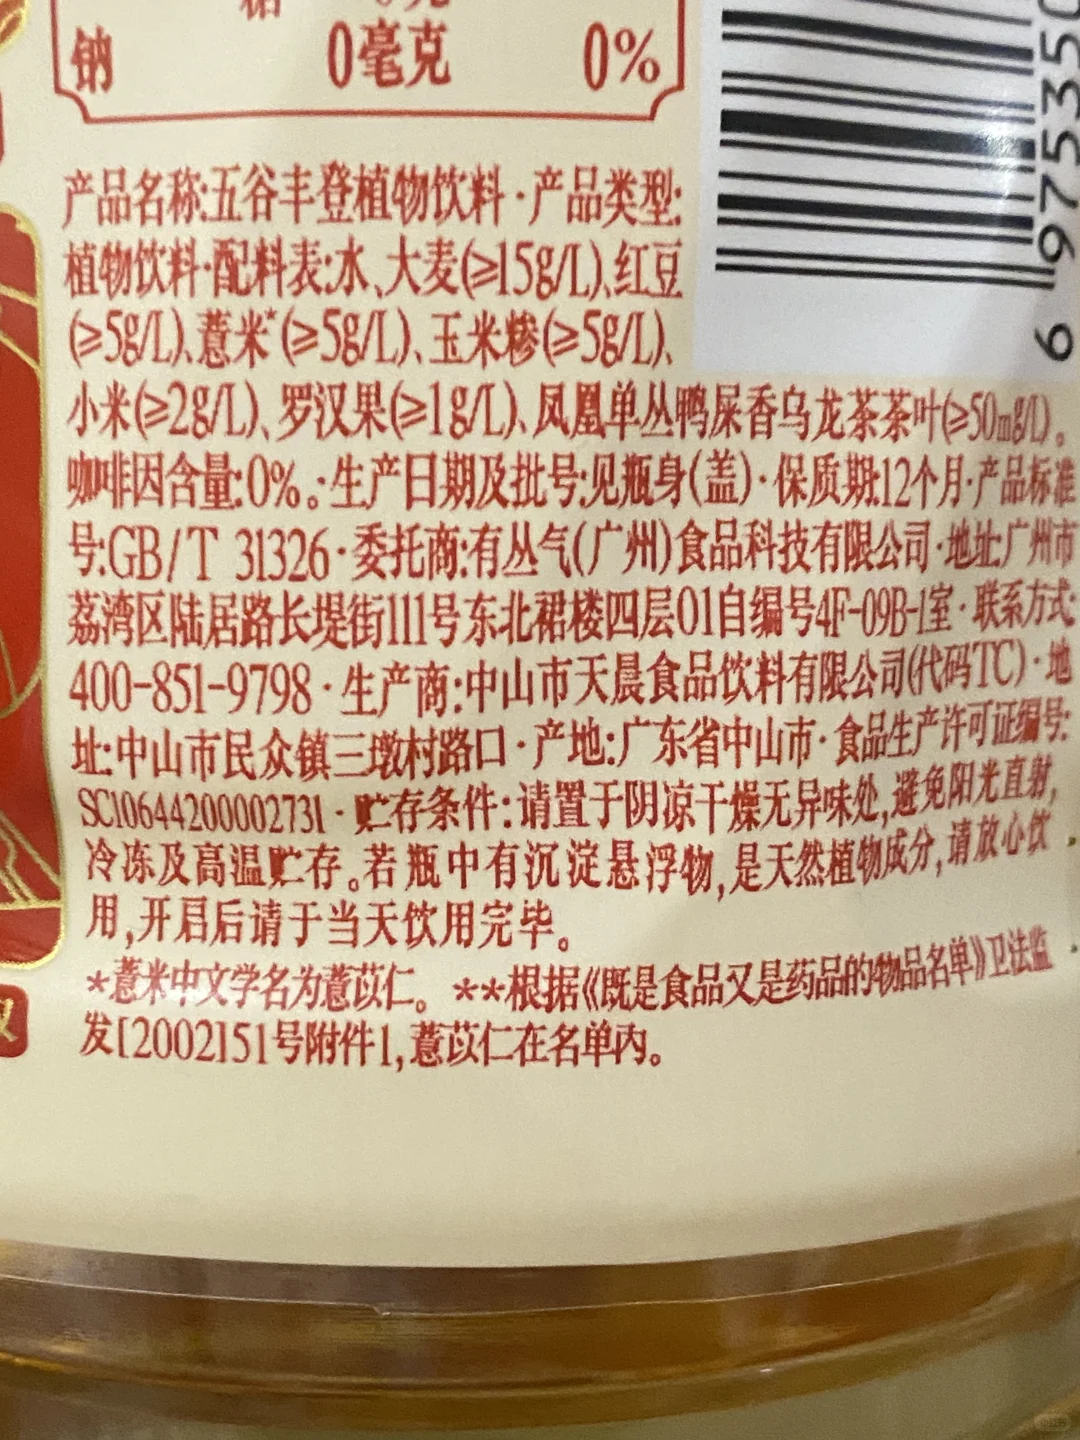 钠 0毫克 0%
产品名称:五谷丰登植物饮料·产品类型:
植物饮料·配料表:水、大麦(≥15g/L)、红豆
(≥5g/L)、薏米*(≥5g/L)、玉米糁(≥5g/L)、
小米(≥2g/L)、罗汉果(≥1g/L)、凤凰单丛鸭屎香乌龙茶茶叶(≥50mg/L)。
咖啡因含量:0%。·生产日期及批号:见瓶身(盖)·保质期:12个月·产品标准
号:GB/T 31326·委托商:有丛气(广州)食品科技有限公司·地址:广州市
荔湾区陆居路长堤街111号东北裙楼四层01自编号4F-09B-1室·联系方式:
400-851-9798·生产商:中山市天晨食品饮料有限公司(代码TC)·地
址:中山市民众镇三墩村路口·产地:广东省中山市·食品生产许可证编号:
SC10644200002731·贮存条件:请置于阴凉干燥无异味处,避免阳光直射,
冷冻及高温贮存。若瓶中有沉淀悬浮物,是天然植物成分,请放心饮
用,开启后请于当天饮用完毕。
*薏米中文学名为薏苡仁。**根据《既是食品又是药品的物品名单》卫法监
发[2002]51号附件1,薏苡仁在名单内。
6 975350